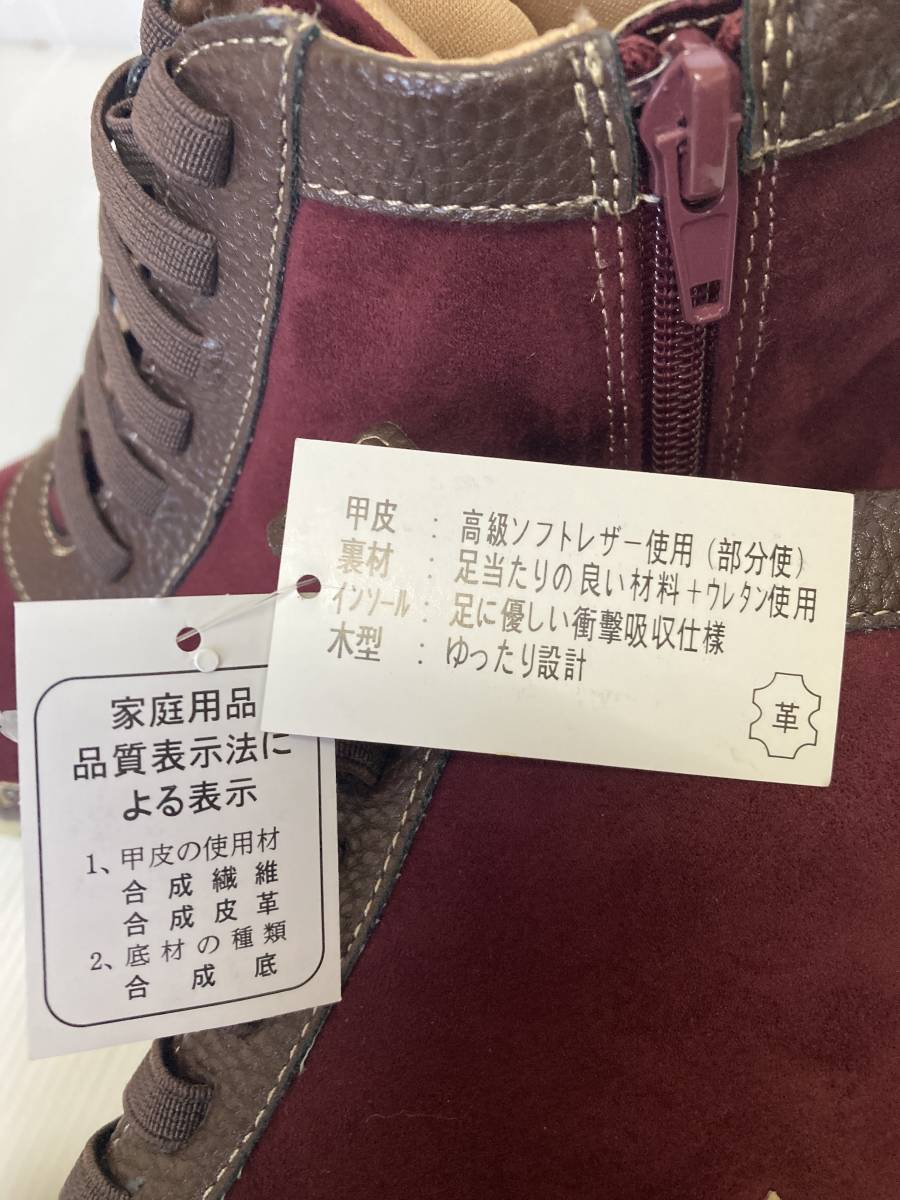 甲皮 : 高級ソフトレザー使用(部分使)
裏材 : 足当たりの良い材料+ウレタン使用
インソール : 足に優しい衝撃吸収仕様
木型 : ゆったり設計
革
家庭用品
品質表示法に
よる表示
1、甲皮の使用材
合成繊維
合成皮革
2、底材の種類
合成底